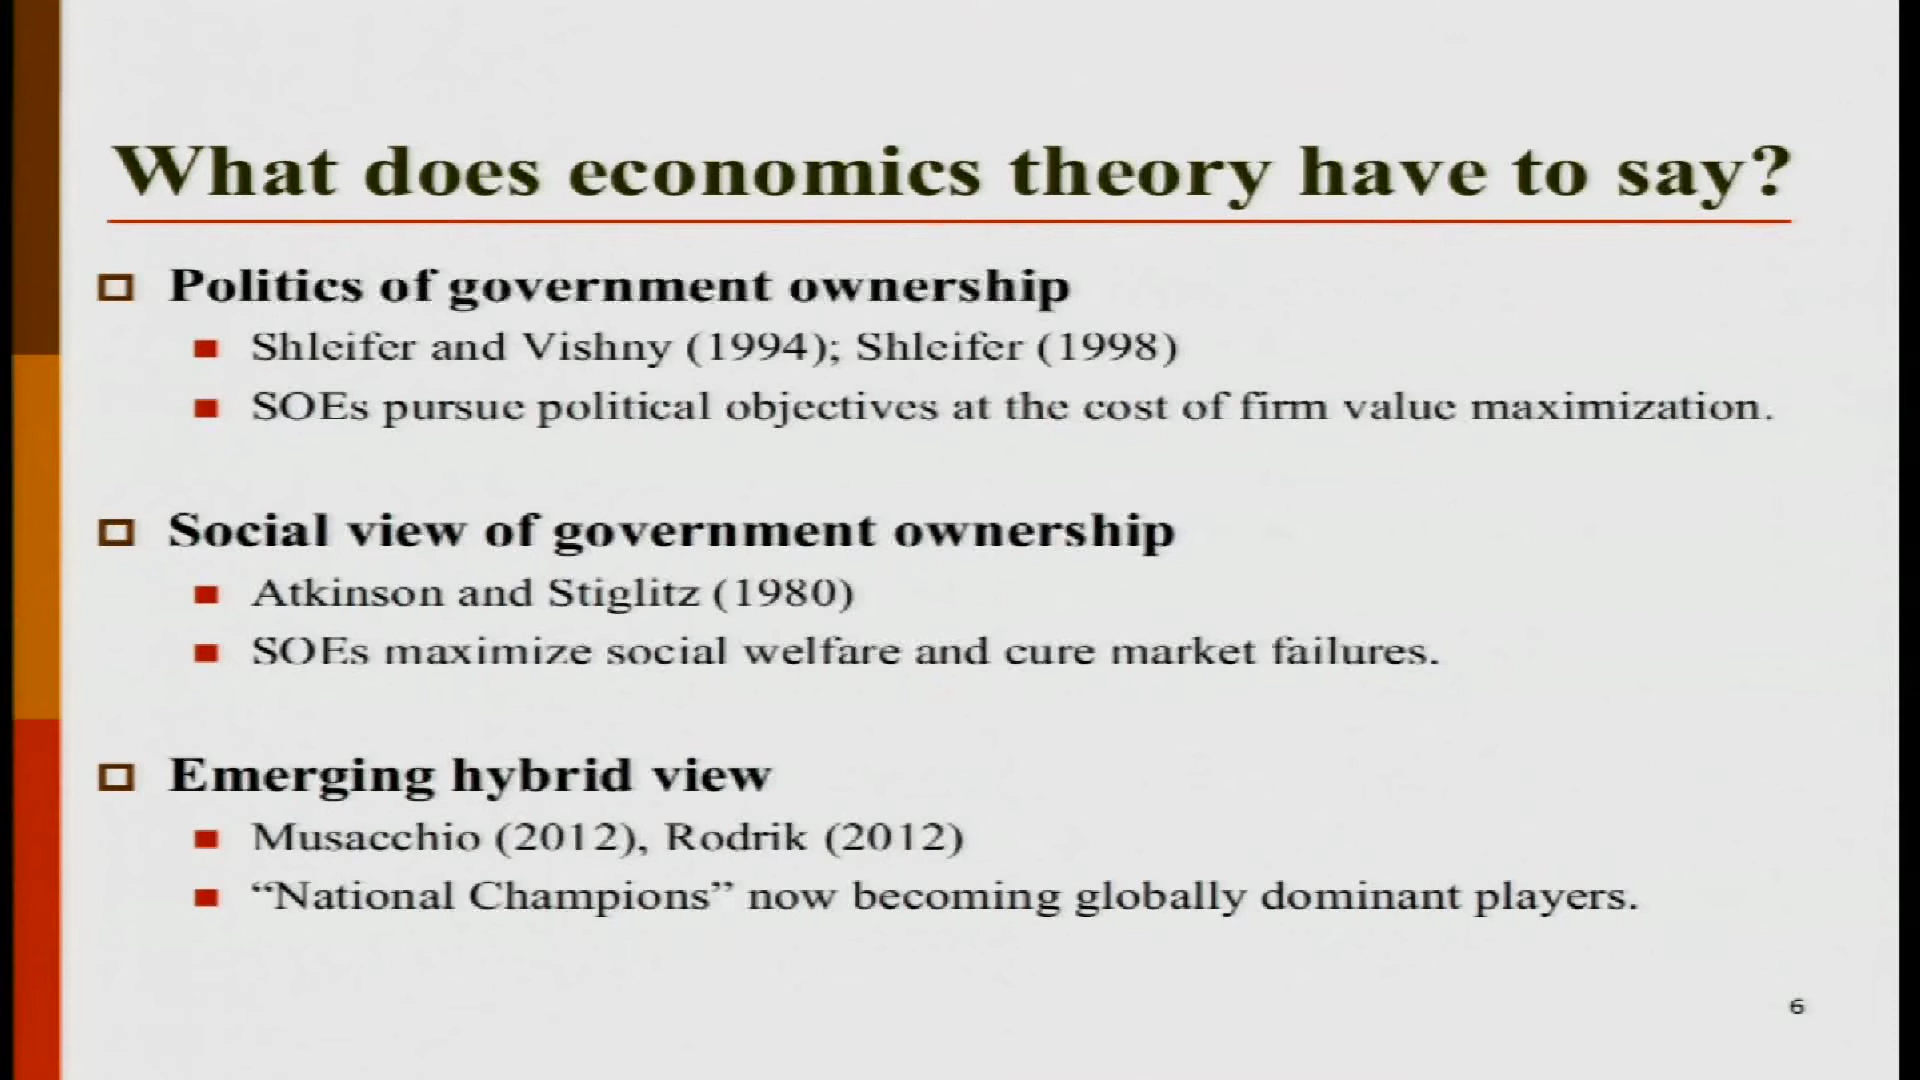 What does economics theory have to say?
Politics of government ownership
Shleifer and Vishny (1994); Shleifer (1998)
SOEs pursue political objectives at the cost of firm value maximization.
Social view of government ownership
Atkinson and Stiglitz (1980)
SOEs maximize social welfare and cure market failures.
Emerging hybrid view
Musacchio (2012), Rodrik (2012)
“National Champions” now becoming globally dominant players.
6